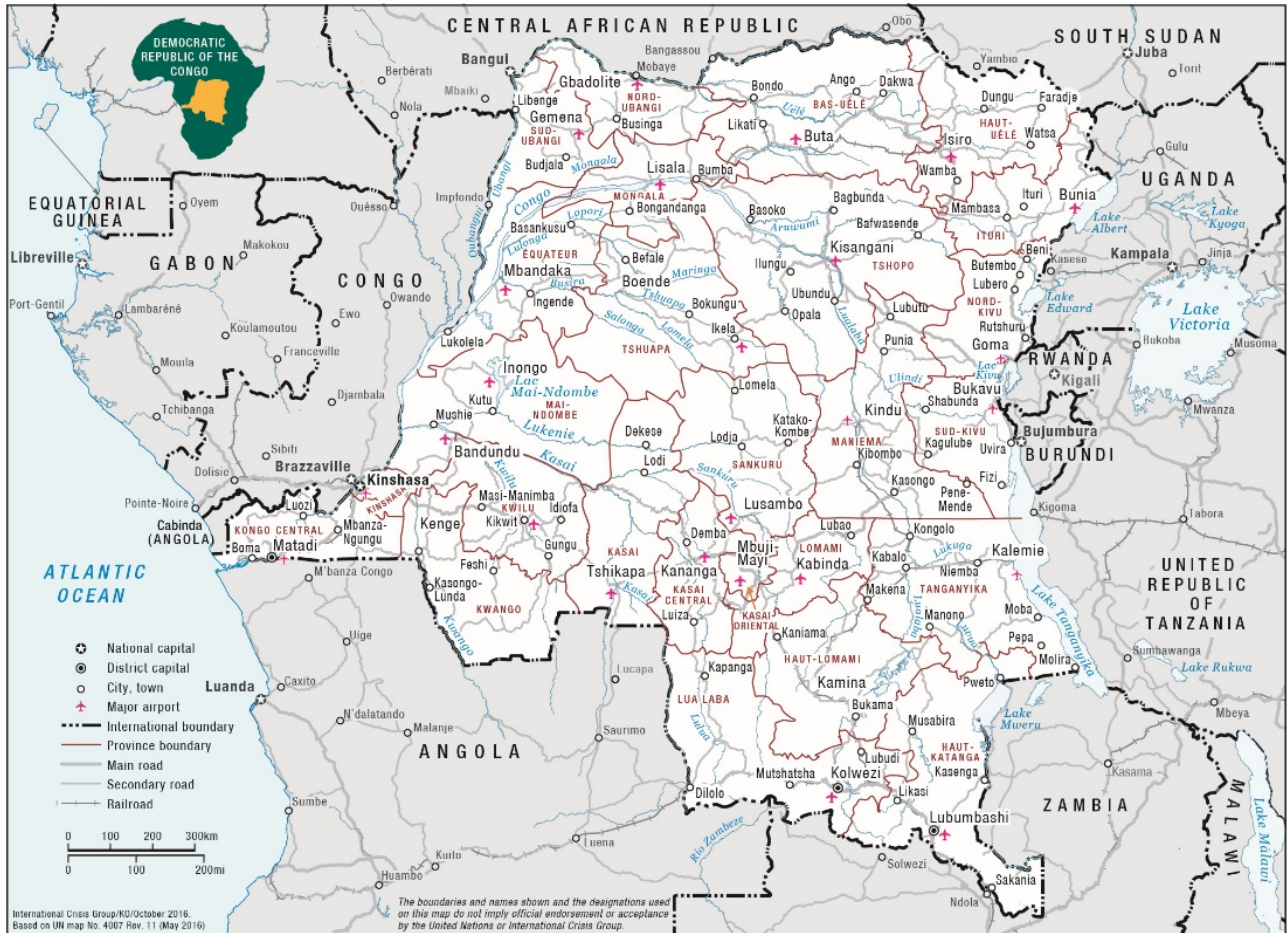 DEMOCRATIC
REPUBLIC OF THE
CONGO
CENTRAL AFRICAN REPUBLIC
SOUTH SUDAN
Obo
Juba
Torit
Yambio
Bangassou
Mobaye
Bangui
Berbérati
Mbaiki
Nola
Gbadolite
NORD-
UBANGI
Libenge
Gemena
SUD-
UBANGI
Businga
Budjala
Mongala
Bondo
Ango
Dakwa
Uélé
BAS-UÉLÉ
Likati
Buta
Dungu
Faradje
HAUT-
UÉLÉ
Isiro
Watsa
Wamba
Gulu
UGANDA
Lisala
Bumba
MONGALA
Bongandanga
Congo
Ubangi
Oubangui
Impfondo
Ouésso
Oyem
EQUATORIAL
GUINEA
Makokou
Libreville
GABON
CONGO
Port-Gentil
Lambaréné
Ewo
Owando
Koulamoutou
Franceville
Mouila
Djambala
Tchibanga
Sibiti
Dolisie
Brazzaville
Pointe-Noire
Cabinda
(ANGOLA)
Basankusu
Lopori
Lulonga
ÉQUATEUR
Mbandaka
Befale
Maringa
Boende
Busira
Ingende
Tshuapa
Bokungu
Salonga
Lomela
Ikela
TSHUAPA
Lukolela
Basoko
Aruwumi
Bagbunda
Bafwasende
Kisangani
TSHOPO
Ilungu
Ubundu
Opala
Lualaba
Lubutu
Punia
Mambasa
Ituri
ITURI
Bunia
Lake
Albert
Lake
Kyoga
Beni
Butembo
Lubero
NORD-
KIVU
Rutshuru
Goma
Kasese
Kampala
Jinja
Lake
Edward
Lake
Victoria
Bukoba
Musoma
RWANDA
Kigali
Lac
Kivu
Bukavu
Ulindi
Shabunda
SUD-KIVU
Kagulube
Uvira
Fizi
Pene-
Mende
Bujumbura
BURUNDI
Mwanza
Kigoma
Tabora
Inongo
Lac
Mai-Ndombe
MAI-
NDOMBE
Kutu
Mushie
Lukenie
Bandundu
Kasai
Dekese
Lodi
Lomela
Lodja
Katako-
Kombe
SANKURU
Sankuru
Lusambo
Kindu
MANIEMA
Kibombo
Kasongo
Kinshasa
KINSHASA
Luozi
KONGO CENTRAL
Mbanza-
Ngungu
Boma
Matadi
M'banza Congo
Kwilu
Masi-Manimba
KWILU
Idiofa
Kikwit
Kenge
Gungu
Feshi
Kasongo-
Lunda
KWANGO
Kwango
KASAI
Tshikapa
Kasai
Demba
Kananga
KASAI
CENTRAL
Luiza
Mbuji-
Mayi
KASAI
ORIENTAL
Lubao
LOMAMI
Kabinda
Kaniama
Kongolo
Kabalo
Lukuga
Niemba
Kalemie
TANGANYIKA
Makena
Manono
Luvua
Moba
Pepa
Molira
Lake Tanganyika
Pweto
UNITED
REPUBLIC
OF
TANZANIA
Sumbawanga
Lake Rukwa
Mbeya
HAUT-LOMAMI
Kamina
Kapanga
LUALABA
Lulua
Bukama
Musabira
Lake
Mweru
HAUT-
KATANGA
Kasenga
Lubudi
Mutshatsha
Kolwezi
Likasi
Dilolo
Lubumbashi
Rio Zambeze
Solwezi
Sakania
Ndola
Kasama
ZAMBIA
MALAWI
Lake Malawi
Uíge
Caxito
Luanda
N'dalatando
Malanje
ANGOLA
Lucapa
Saurimo
Sumbe
Luena
Kuito
Huambo
ATLANTIC
OCEAN
National capital
District capital
City, town
Major airport
International boundary
Province boundary
Main road
Secondary road
Railroad
0 100 200 300km
0 100 200mi
International Crisis Group/KO/October 2016.
Based on UN map No. 4007 Rev. 11 (May 2016)
The boundaries and names shown and the designations used
on this map do not imply official endorsement or acceptance
by the United Nations or International Crisis Group.